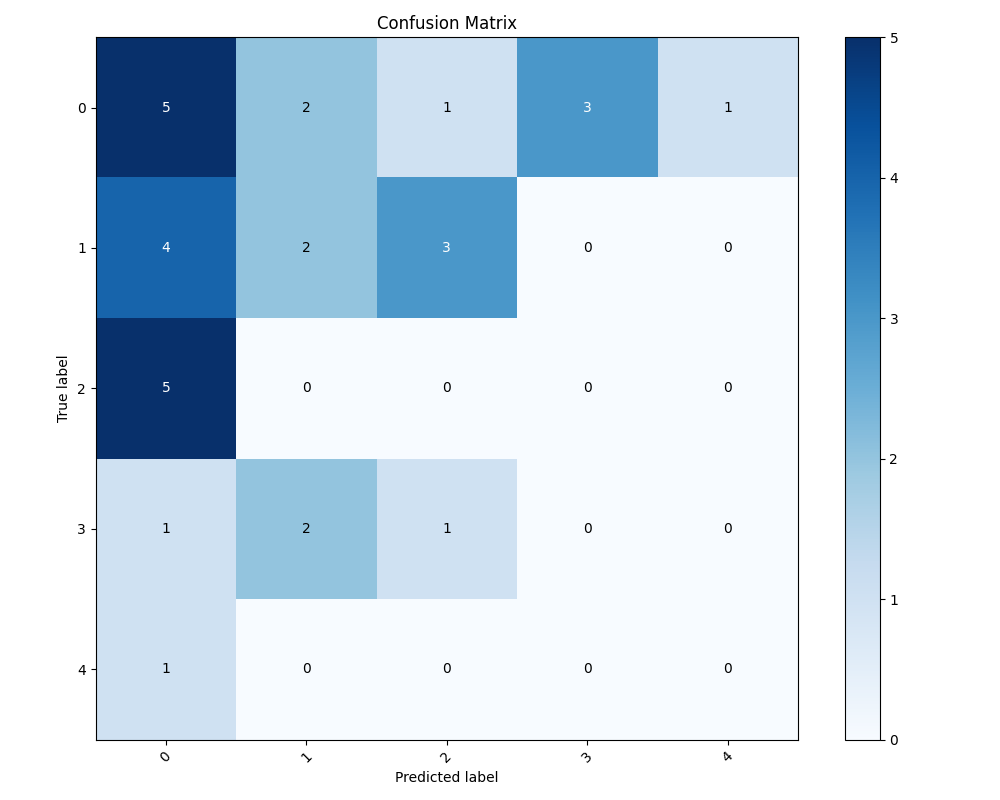 Confusion Matrix
0 5 2 1 3 1
1 4 2 3 0 0
2 5 0 0 0 0
3 1 2 1 0 0
4 1 0 0 0 0
0 1 2 3 4
True label
Predicted label
5
4
3
2
1
0